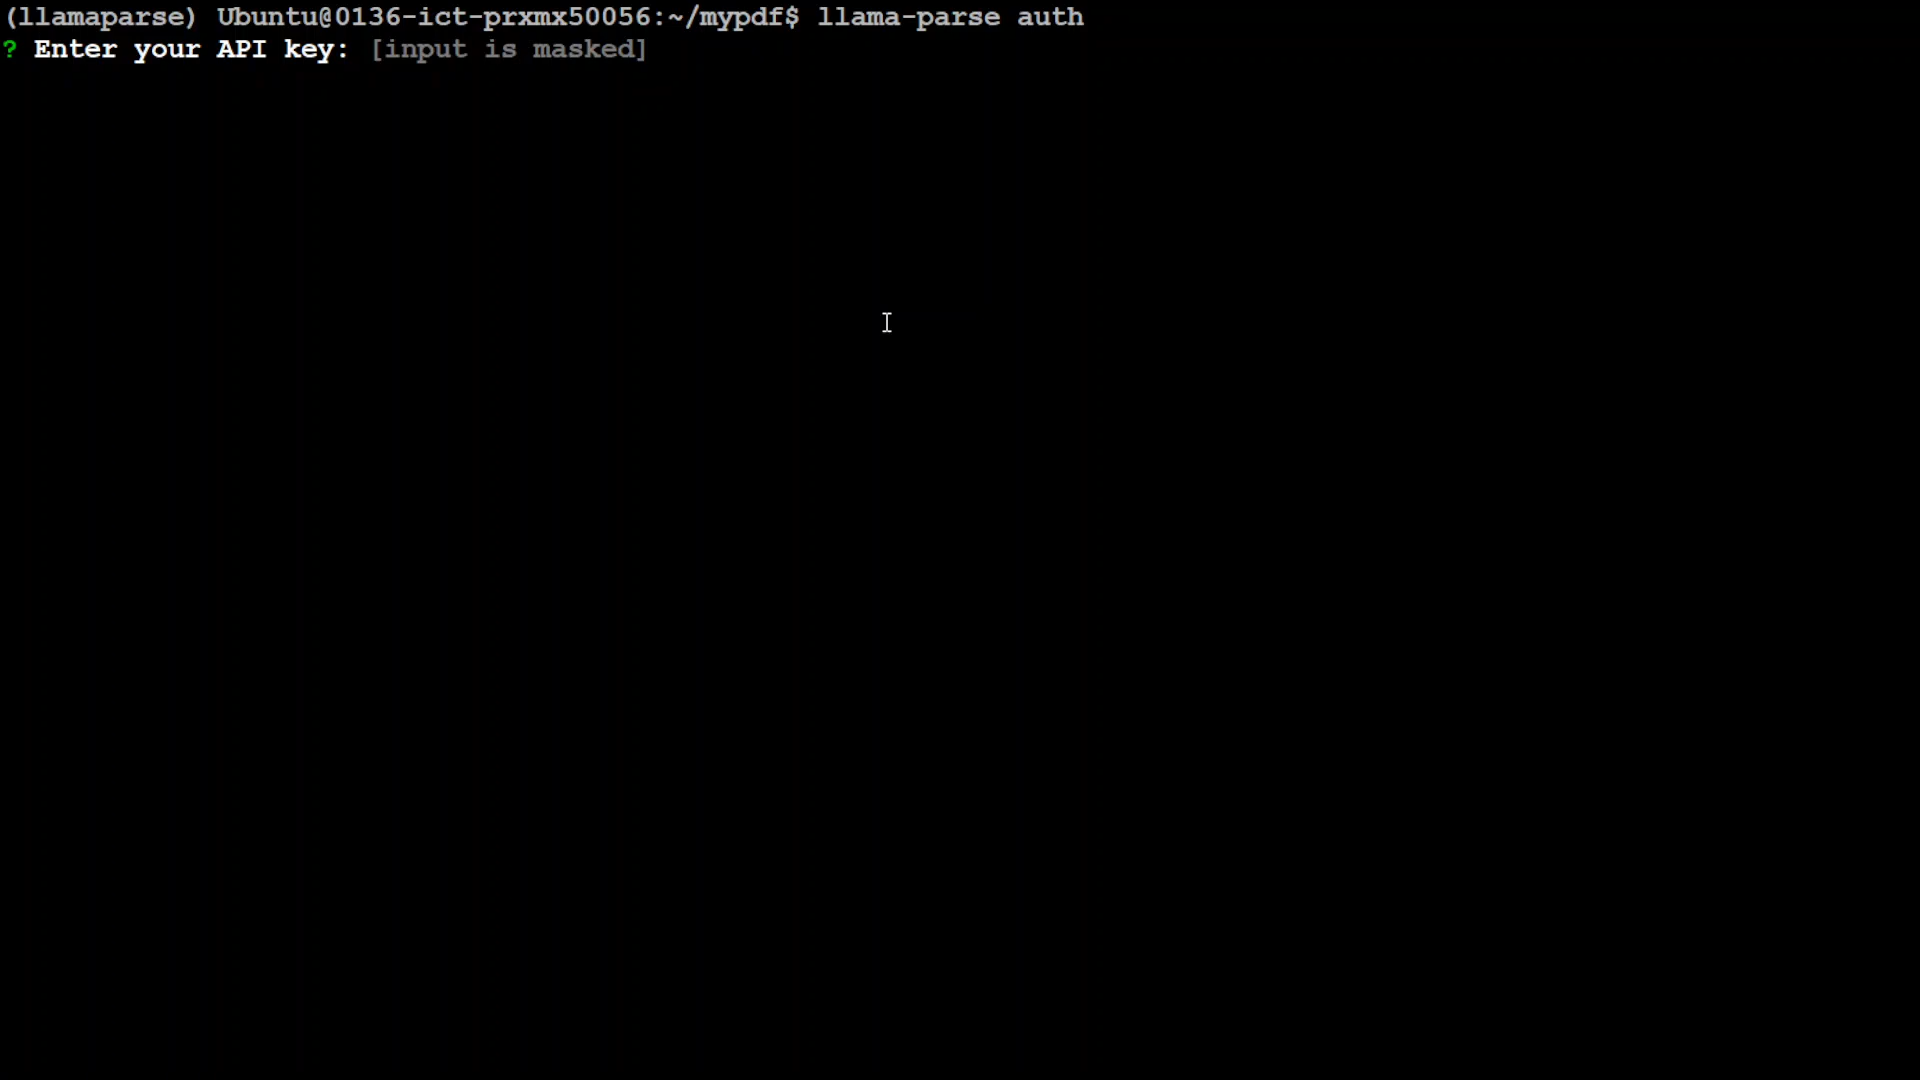 (llamaparse) Ubuntu@0136-ict-prxmx50056:~/mypdf$ llama-parse auth
? Enter your API key: [input is masked]